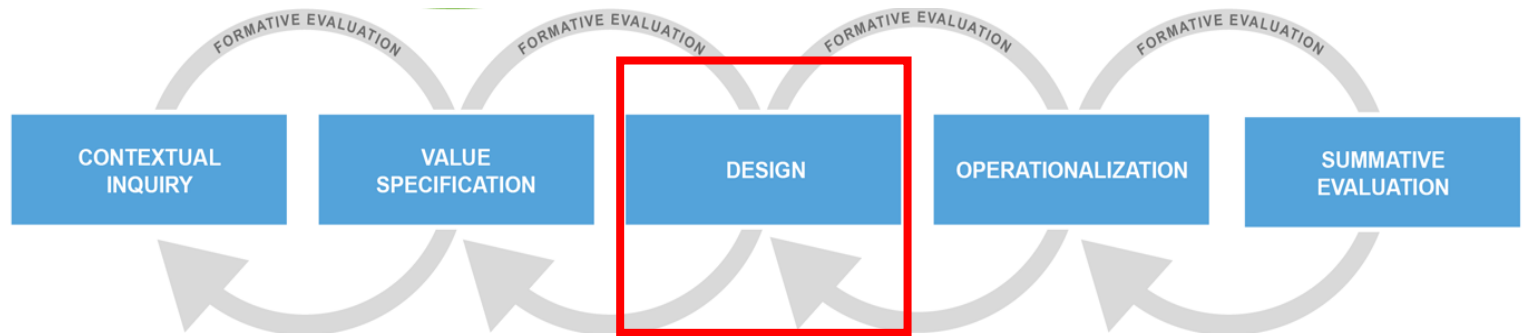 FORMATIVE EVALUATION
FORMATIVE EVALUATION
FORMATIVE EVALUATION
FORMATIVE EVALUATION
CONTEXTUAL
INQUIRY
VALUE
SPECIFICATION
DESIGN
OPERATIONALIZATION
SUMMATIVE
EVALUATION